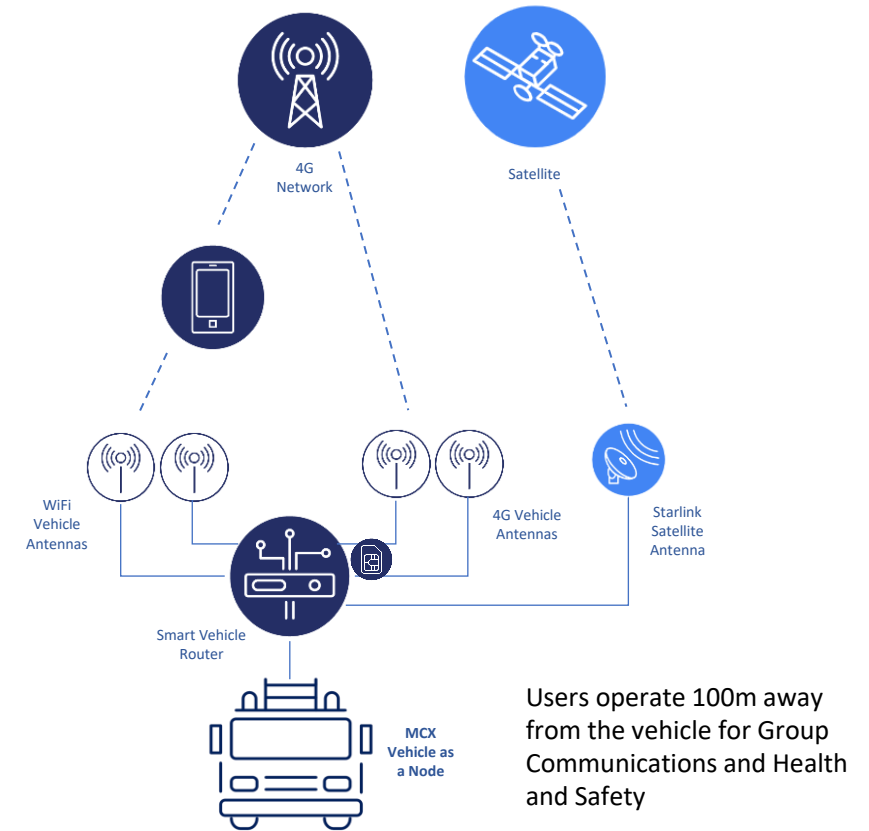 4G
Network
Satellite
WiFi
Vehicle
Antennas
4G Vehicle
Antennas
Starlink
Satellite
Antenna
Smart Vehicle
Router
MCX
Vehicle as
a Node
Users operate 100m away
from the vehicle for Group
Communications and Health
and Safety